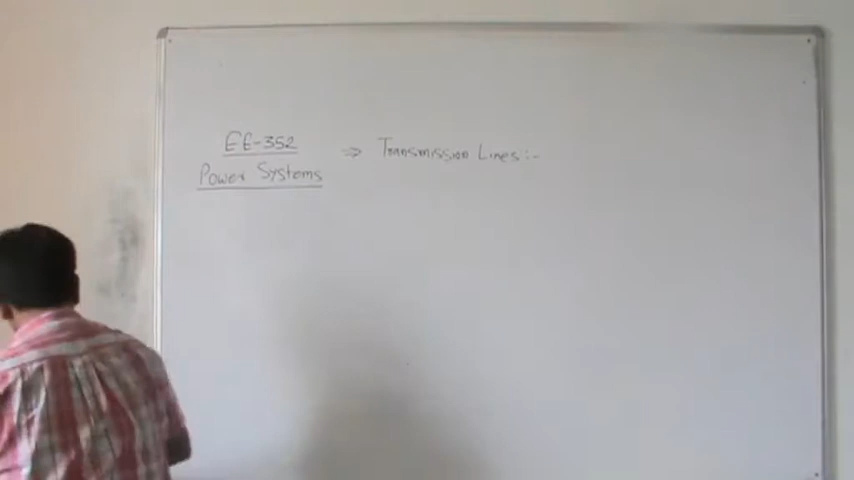 EE-352
Power Systems
⇒ Transmission Lines :-